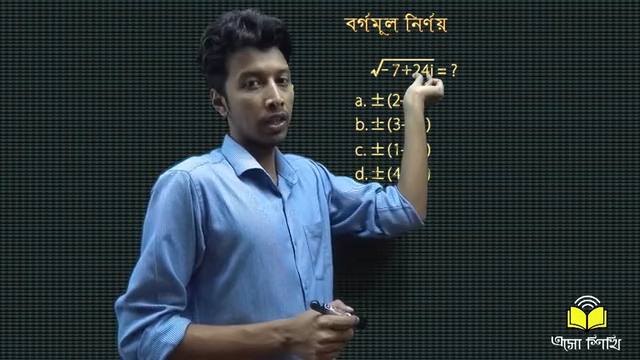 বর্গমূল নির্ণয়
√-7+24i = ?
a. ± (2-
b. ± (3- )
c. ± (1- )
d. ± (4 )
এসো শিখি